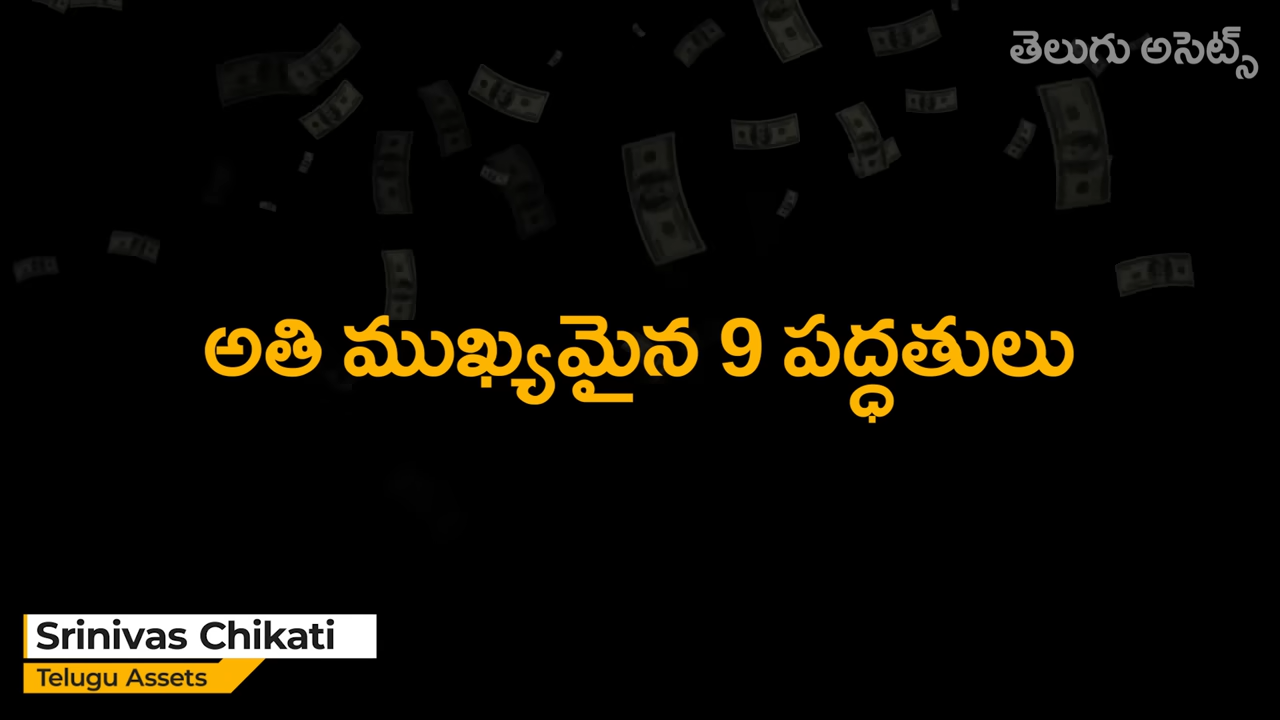 తెలుగు అసెట్స్
అతి ముఖ్యమైన 9 పద్ధతులు
Srinivas Chikati
Telugu Assets